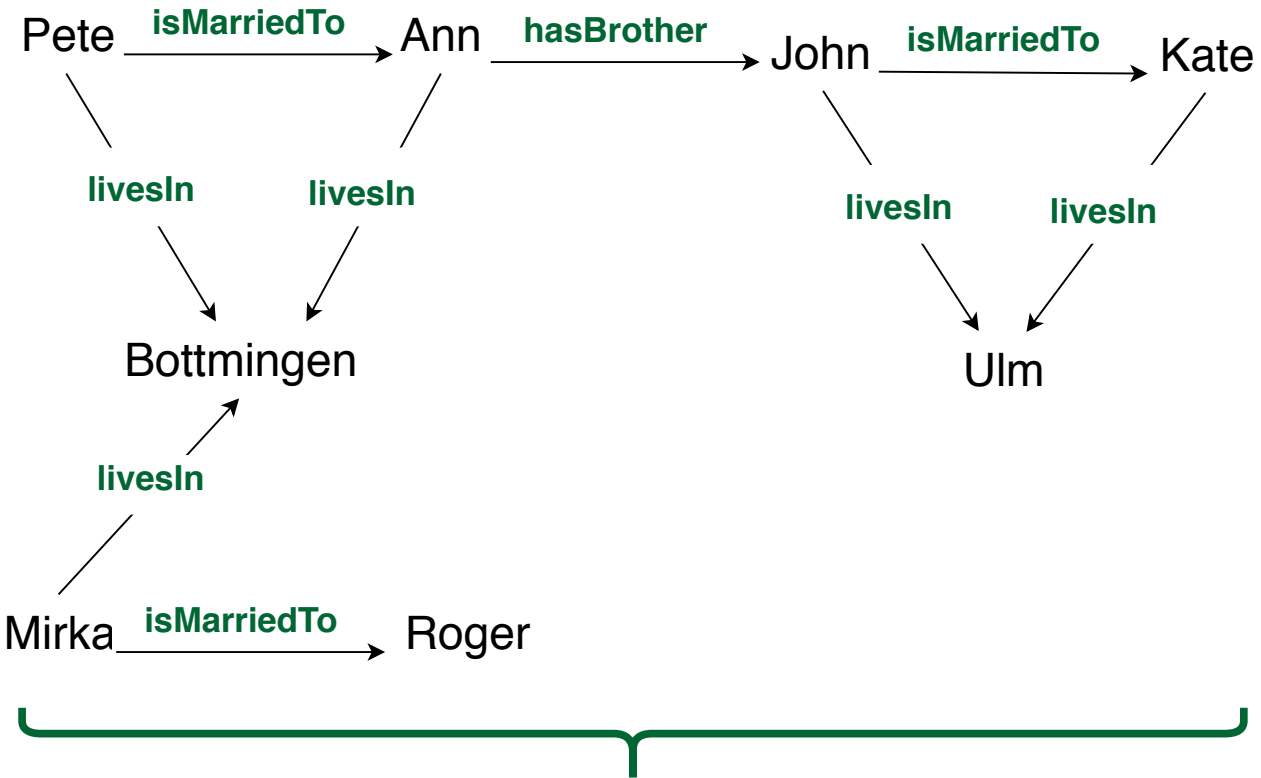 Pete isMarriedTo Ann hasBrother John isMarriedTo Kate
livesIn livesIn livesIn livesIn
Bottmingen Ulm
livesIn
Mirka isMarriedTo Roger